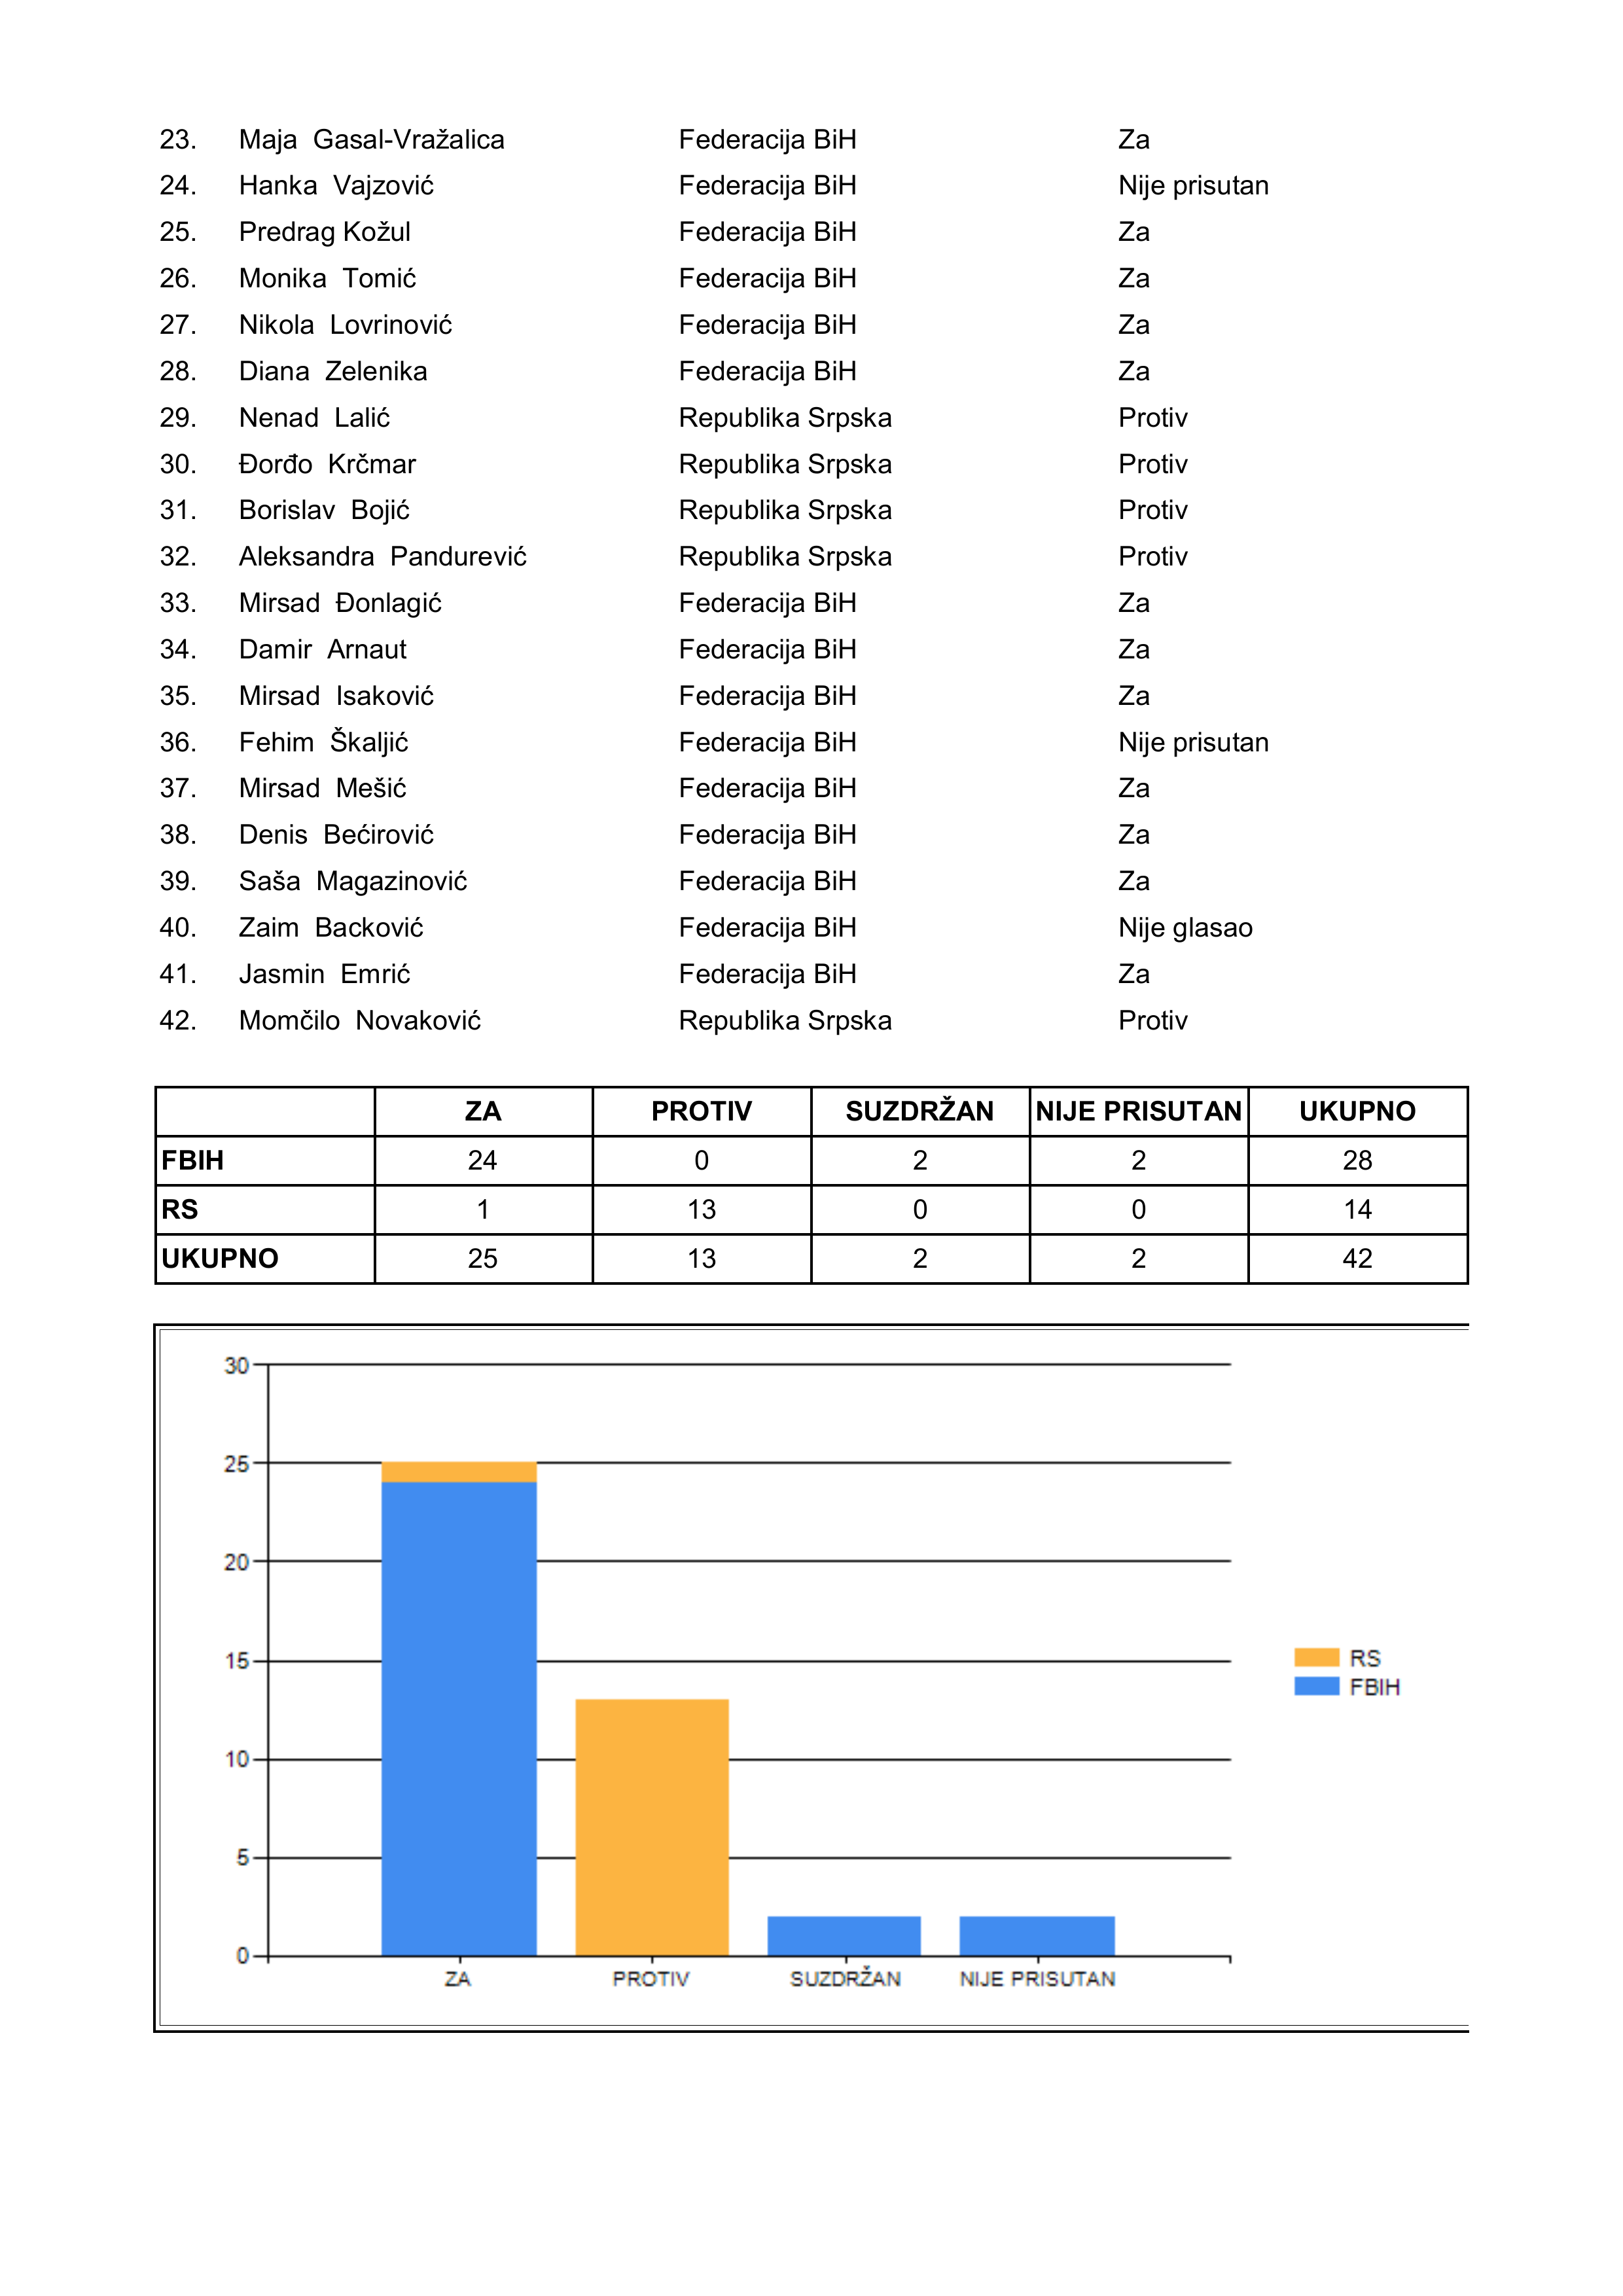 23. Maja Gasal-Vražalica Federacija BiH Za
24. Hanka Vajzović Federacija BiH Nije prisutan
25. Predrag Kožul Federacija BiH Za
26. Monika Tomić Federacija BiH Za
27. Nikola Lovrinović Federacija BiH Za
28. Diana Zelenika Federacija BiH Za
29. Nenad Lalić Republika Srpska Protiv
30. Đorđo Krčmar Republika Srpska Protiv
31. Borislav Bojić Republika Srpska Protiv
32. Aleksandra Pandurević Republika Srpska Protiv
33. Mirsad Đonlagić Federacija BiH Za
34. Damir Arnaut Federacija BiH Za
35. Mirsad Isaković Federacija BiH Za
36. Fehim Škaljić Federacija BiH Nije prisutan
37. Mirsad Mešić Federacija BiH Za
38. Denis Bećirović Federacija BiH Za
39. Saša Magazinović Federacija BiH Za
40. Zaim Backović Federacija BiH Nije glasao
41. Jasmin Emrić Federacija BiH Za
42. Momčilo Novaković Republika Srpska Protiv
ZA PROTIV SUZDRŽAN NIJE PRISUTAN UKUPNO
FBIH 24 0 2 2 28
RS 1 13 0 0 14
UKUPNO 25 13 2 2 42
30
25
20
15
10
5
0
ZA PROTIV SUZDRŽAN NIJE PRISUTAN
RS
FBIH